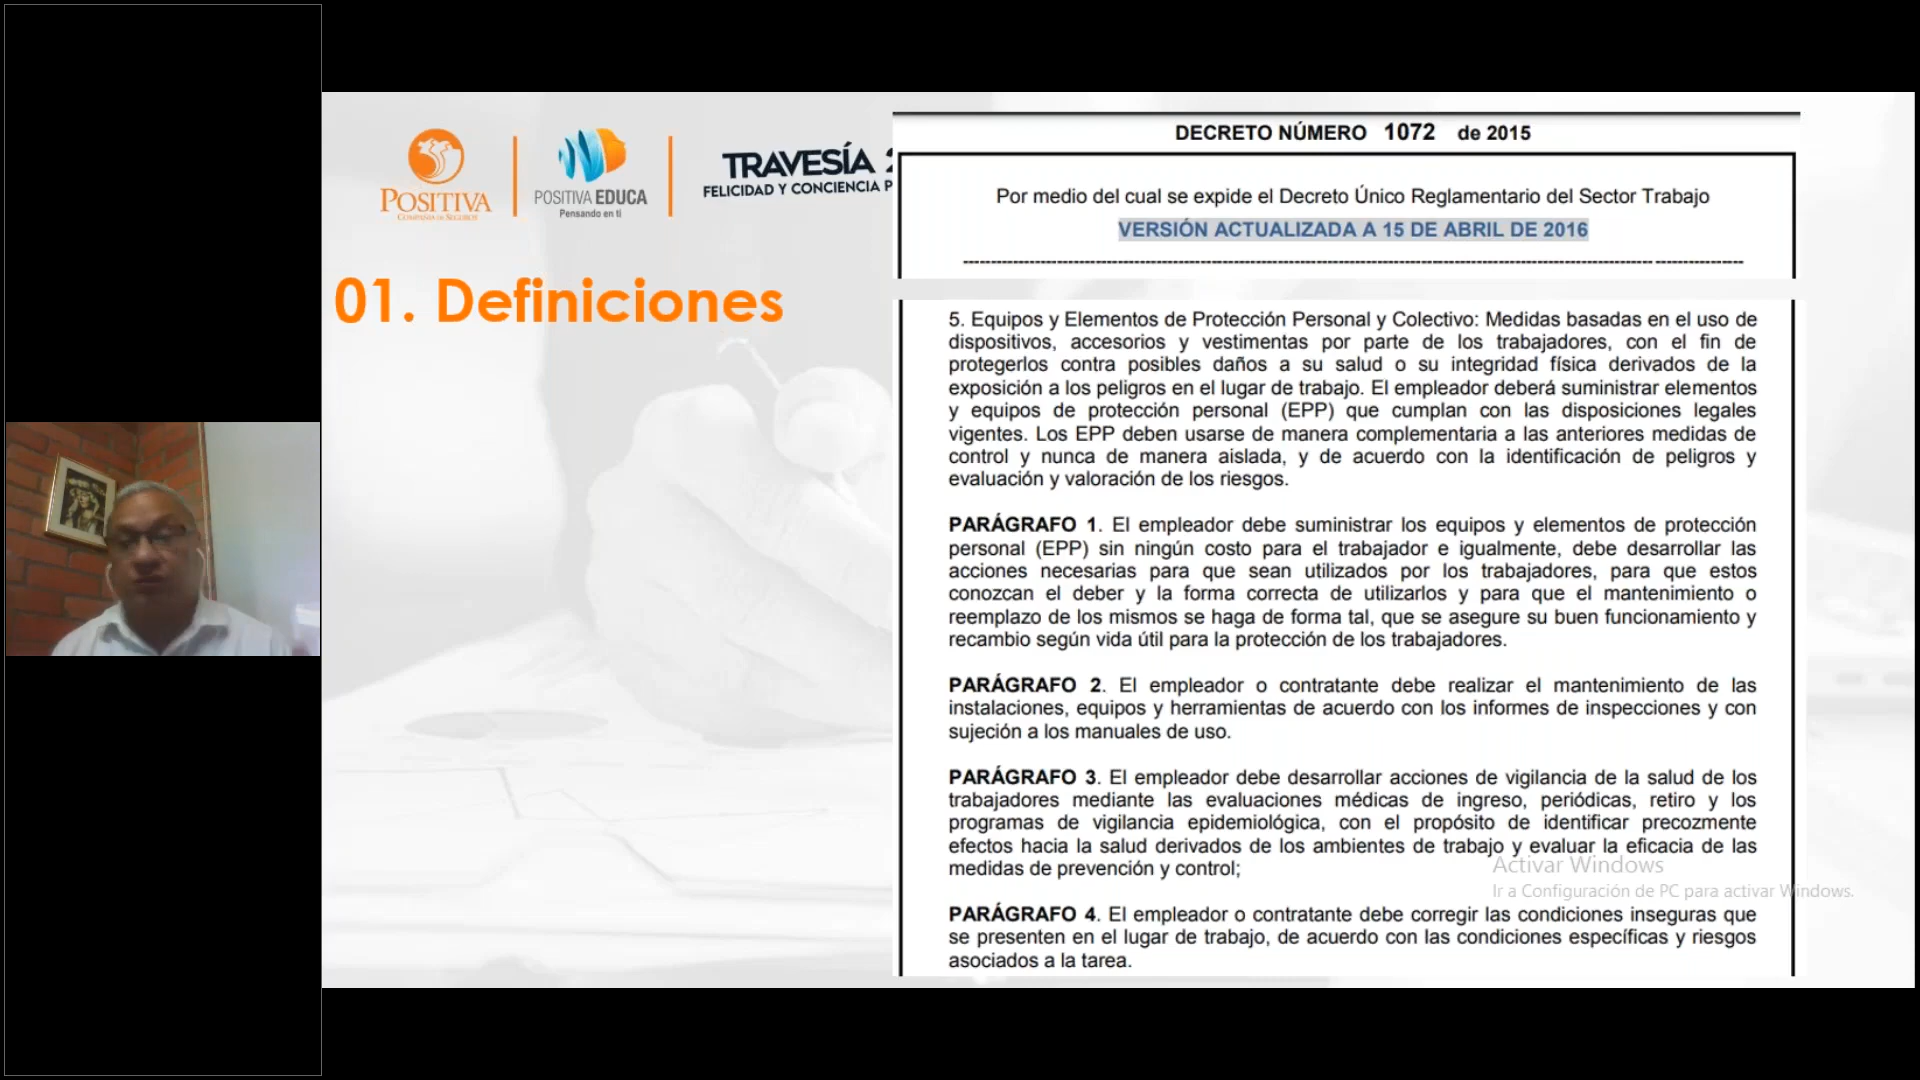 POSITIVA
COMPAÑÍA DE SEGUROS
POSITIVA EDUCA
Pensando en ti
TRAVESÍA
FELICIDAD Y CONCIENCIA P
01. Definiciones
DECRETO NÚMERO 1072 de 2015
Por medio del cual se expide el Decreto Único Reglamentario del Sector Trabajo
VERSIÓN ACTUALIZADA A 15 DE ABRIL DE 2016
5. Equipos y Elementos de Protección Personal y Colectivo: Medidas basadas en el uso de
dispositivos, accesorios y vestimentas por parte de los trabajadores, con el fin de
protegerlos contra posibles daños a su salud o su integridad física derivados de la
exposición a los peligros en el lugar de trabajo. El empleador deberá suministrar elementos
y equipos de protección personal (EPP) que cumplan con las disposiciones legales
vigentes. Los EPP deben usarse de manera complementaria a las anteriores medidas de
control y nunca de manera aislada, y de acuerdo con la identificación de peligros y
evaluación y valoración de los riesgos.
PARÁGRAFO 1. El empleador debe suministrar los equipos y elementos de protección
personal (EPP) sin ningún costo para el trabajador e igualmente, debe desarrollar las
acciones necesarias para que sean utilizados por los trabajadores, para que estos
conozcan el deber y la forma correcta de utilizarlos y para que el mantenimiento o
reemplazo de los mismos se haga de forma tal, que se asegure su buen funcionamiento y
recambio según vida útil para la protección de los trabajadores.
PARÁGRAFO 2. El empleador o contratante debe realizar el mantenimiento de las
instalaciones, equipos y herramientas de acuerdo con los informes de inspecciones y con
sujeción a los manuales de uso.
PARÁGRAFO 3. El empleador debe desarrollar acciones de vigilancia de la salud de los
trabajadores mediante las evaluaciones médicas de ingreso, periódicas, retiro y los
programas de vigilancia epidemiológica, con el propósito de identificar precozmente
efectos hacia la salud derivados de los ambientes de trabajo y evaluar la eficacia de las
medidas de prevención y control;
PARÁGRAFO 4. El empleador o contratante debe corregir las condiciones inseguras que
se presenten en el lugar de trabajo, de acuerdo con las condiciones específicas y riesgos
asociados a la tarea.
Activar Windows
Ir a Configuración de PC para activar Windows.